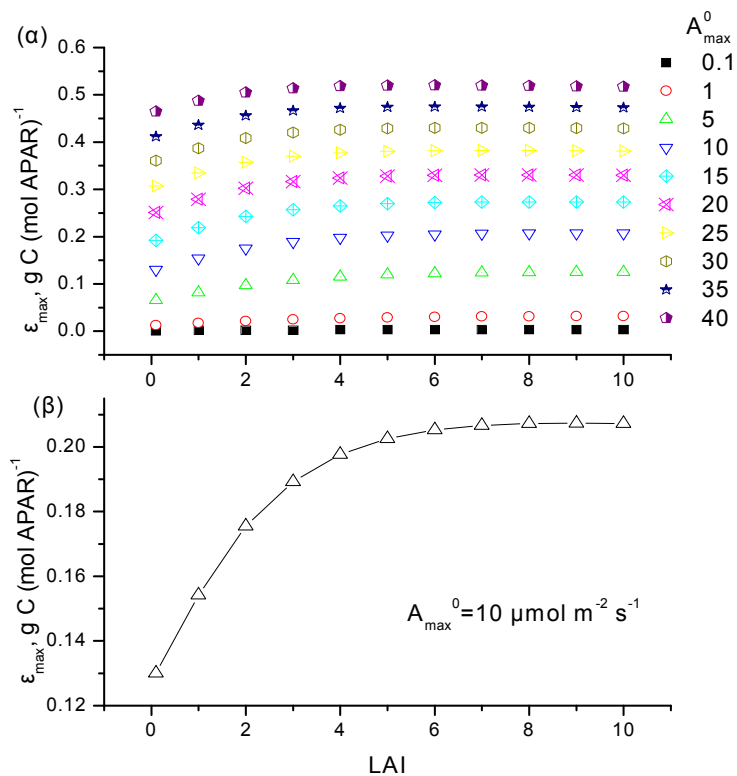 (α)
ε_max, g C (mol APAR)^-1
0.6
0.5
0.4
0.3
0.2
0.1
0.0
0 2 4 6 8 10
A_max^0
0.1
1
5
10
15
20
25
30
35
40
(β)
ε_max, g C (mol APAR)^-1
0.20
0.18
0.16
0.14
0.12
A_max^0=10 μmol m^-2 s^-1
0 2 4 6 8 10
LAI